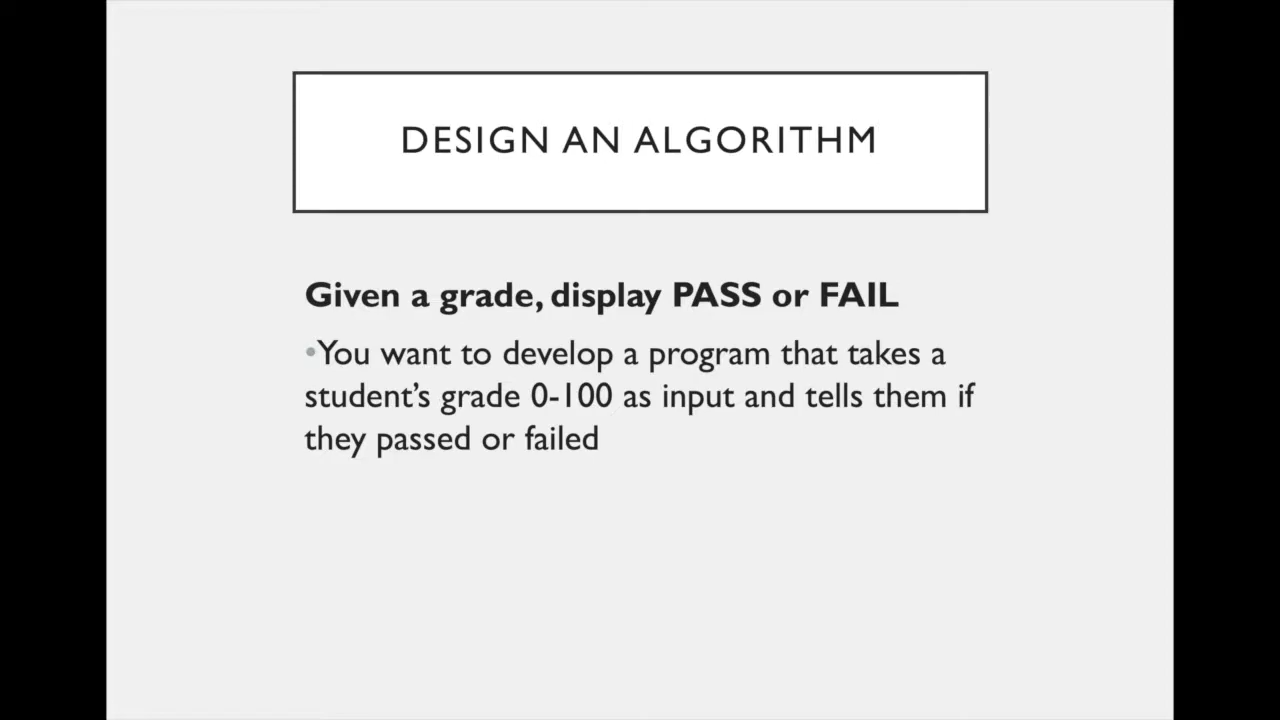 DESIGN AN ALGORITHM
Given a grade, display PASS or FAIL
•You want to develop a program that takes a
student’s grade 0-100 as input and tells them if
they passed or failed